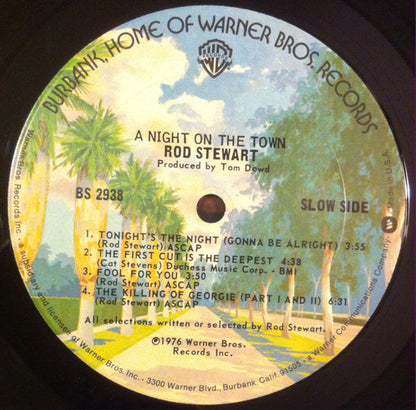 BURBANK, HOME OF WARNER BROS. RECORDS
A NIGHT ON THE TOWN
ROD STEWART
Produced by Tom Dowd
BS 2938
SLOW SIDE
1. TONIGHT'S THE NIGHT (GONNA BE ALRIGHT) 3:55
(Rod Stewart) ASCAP
2. THE FIRST CUT IS THE DEEPEST 4:38
(Cat Stevens) Duchess Music Corp. - BMI
3. FOOL FOR YOU 3:50
(Rod Stewart) ASCAP
4. THE KILLING OF GEORGIE (PART I AND II) 6:31
(Rod Stewart) ASCAP
All selections written or selected by Rod Stewart.
℗1976 Warner Bros.
Records Inc.
Warner Bros. Records Inc. - a subsidiary and licensee of Warner Bros. Inc. - 3300 Warner Blvd., Burbank, Calif. 91505 - a Warner Communications Company
in U.S.A.